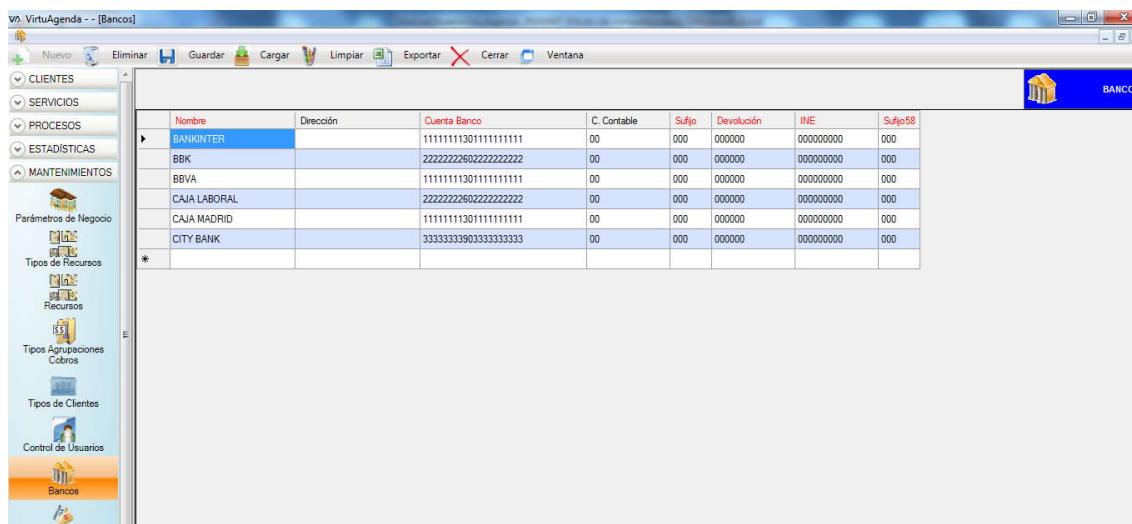 VA VirtuAgenda - - [Bancos]
Nuevo Eliminar Guardar Cargar Limpiar Exportar Cerrar Ventana
CLIENTES
SERVICIOS
PROCESOS
ESTADÍSTICAS
MANTENIMIENTOS
Parámetros de Negocio
Tipos de Recursos
Recursos
Tipos Agrupaciones
Cobros
Tipos de Clientes
Control de Usuarios
Bancos
BANCO
Nombre Dirección Cuenta Banco C. Contable Sufijo Devolución INE Sufijo58
BANKINTER 11111111301111111111 00 000 000000 000000000 000
BBK 22222222602222222222 00 000 000000 000000000 000
BBVA 11111111301111111111 00 000 000000 000000000 000
CAJA LABORAL 22222222602222222222 00 000 000000 000000000 000
CAJA MADRID 11111111301111111111 00 000 000000 000000000 000
CITY BANK 33333333903333333333 00 000 000000 000000000 000